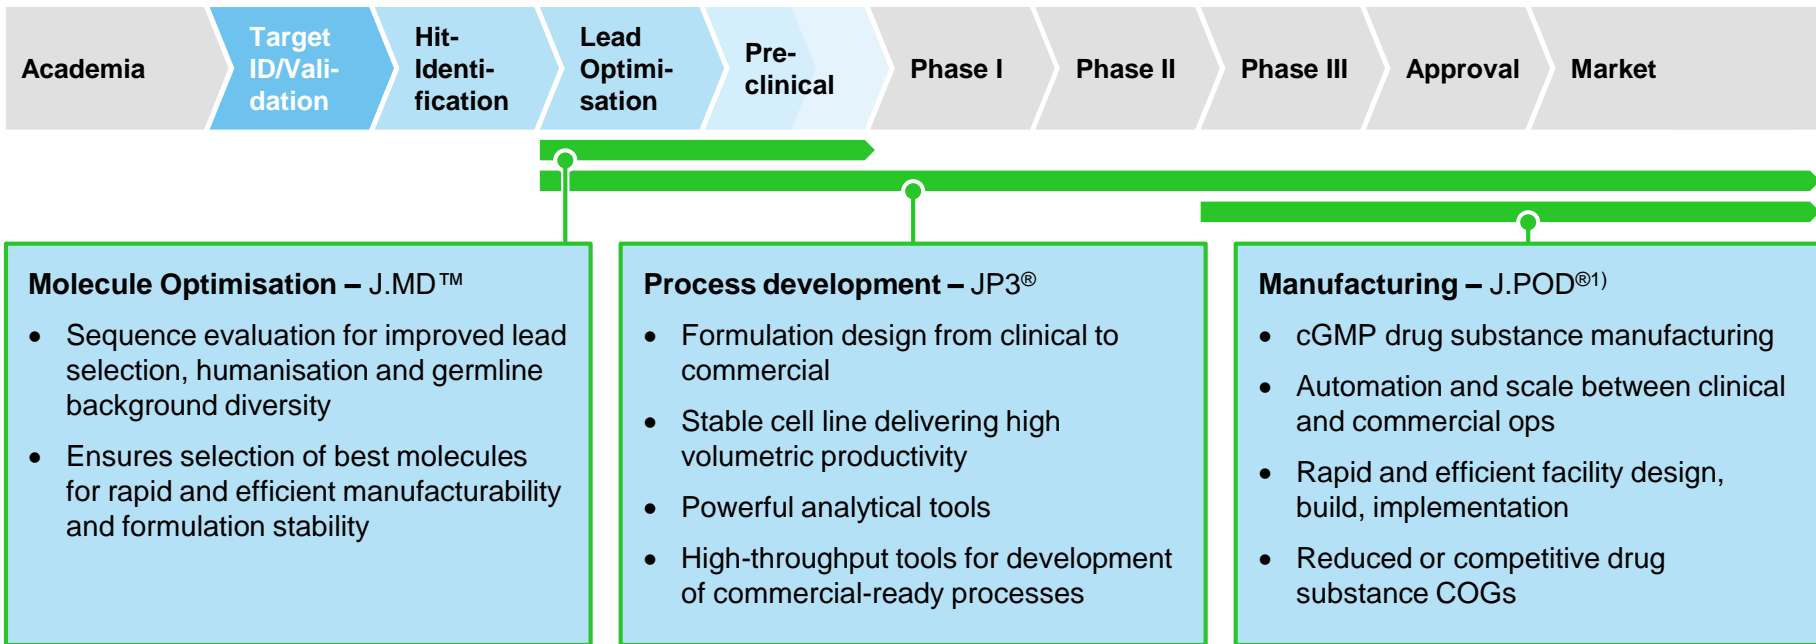 Academia
Target
ID/Vali-
dation
Hit-
Identi-
fication
Lead
Optimi-
sation
Pre-
clinical
Phase I
Phase II
Phase III
Approval
Market
Molecule Optimisation – J.MD™
• Sequence evaluation for improved lead
selection, humanisation and germline
background diversity
• Ensures selection of best molecules
for rapid and efficient manufacturability
and formulation stability
Process development – JP3®
• Formulation design from clinical to
commercial
• Stable cell line delivering high
volumetric productivity
• Powerful analytical tools
• High-throughput tools for development
of commercial-ready processes
Manufacturing – J.POD®1)
• cGMP drug substance manufacturing
• Automation and scale between clinical
and commercial ops
• Rapid and efficient facility design,
build, implementation
• Reduced or competitive drug
substance COGs